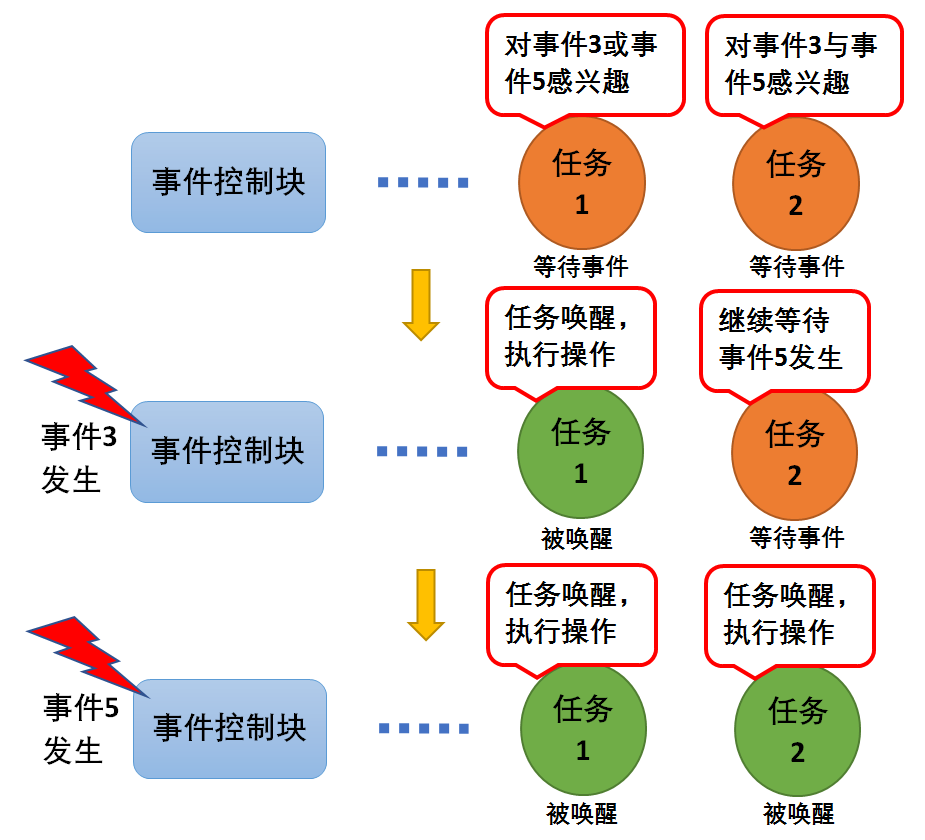 对事件3或事
件5感兴趣
对事件3与事
件5感兴趣
事件控制块
任务
1
任务
2
等待事件
等待事件
任务唤醒，
执行操作
继续等待
事件5发生
事件3
发生
事件控制块
任务
1
任务
2
被唤醒
等待事件
任务唤醒，
执行操作
任务唤醒，
执行操作
事件5
发生
事件控制块
任务
1
任务
2
被唤醒
被唤醒